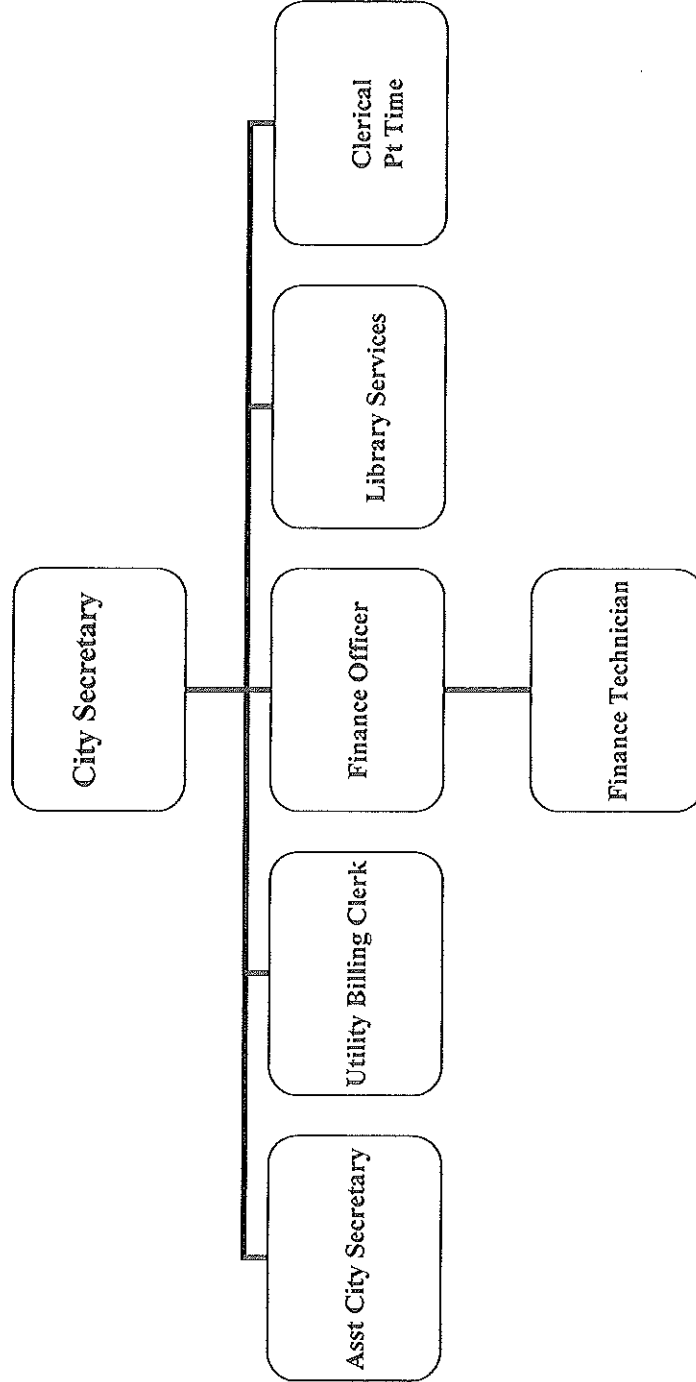 City Secretary
Asst City Secretary
Utility Billing Clerk
Finance Officer
Library Services
Clerical
Pt Time
Finance Technician